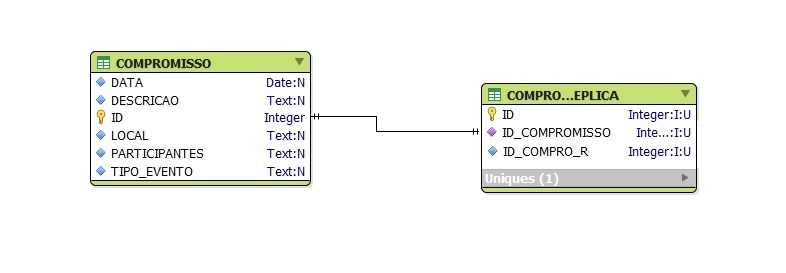 COMPROMISSO
DATA Date:N
DESCRICAO Text:N
ID Integer
LOCAL Text:N
PARTICIPANTES Text:N
TIPO_EVENTO Text:N
COMPRO...EPLICA
ID Integer:I:U
ID_COMPROMISSO Inte...:I:U
ID_COMPRO_R Integer:I:U
Uniques (1)